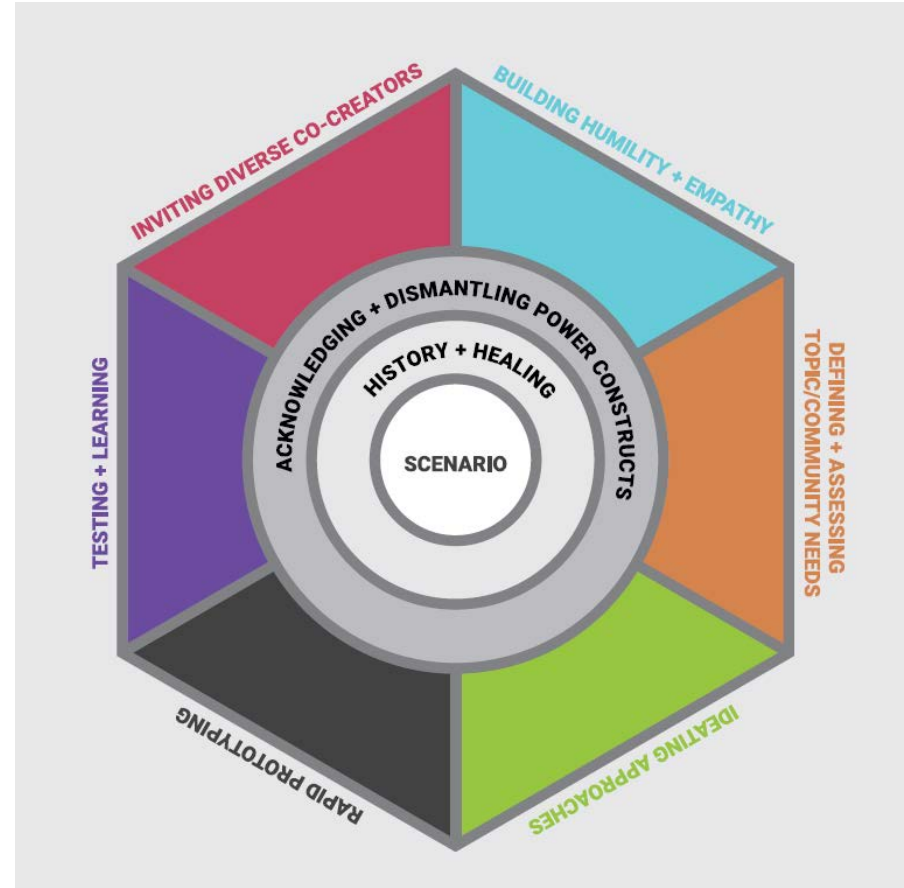 INVITING DIVERSE CO-CREATORS
BUILDING HUMILITY + EMPATHY
DEFINING + ASSESSING
TOPIC/COMMUNITY NEEDS
IDEATING APPROACHES
RAPID PROTOTYPING
TESTING + LEARNING
ACKNOWLEDGING + DISMANTLING POWER CONSTRUCTS
HISTORY + HEALING
SCENARIO